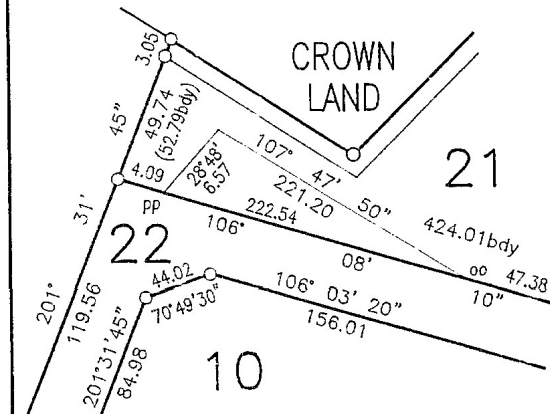 3.05
CROWN
LAND
45"
49.74
(52.79bdy)
107° 47' 50"
21
4.09
28°48'
6.57
221.20
31'
PP
222.54
424.01bdy
106° 08' 10"
22
oo
47.38
44.02
70°49'30"
106° 03' 20"
156.01
201°
119.56
201°31'45"
84.98
10